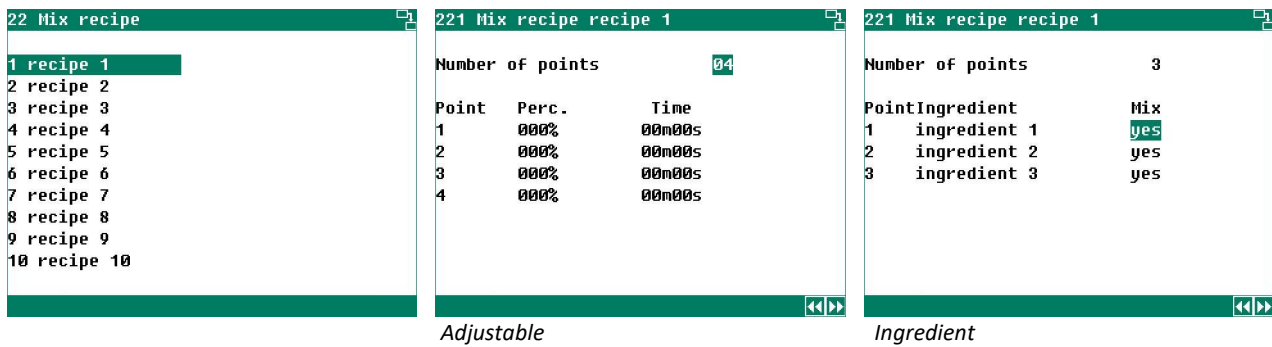 22 Mix recipe
1 recipe 1
2 recipe 2
3 recipe 3
4 recipe 4
5 recipe 5
6 recipe 6
7 recipe 7
8 recipe 8
9 recipe 9
10 recipe 10
221 Mix recipe recipe 1
Number of points 04
Point Perc. Time
1 000% 00m00s
2 000% 00m00s
3 000% 00m00s
4 000% 00m00s
Adjustable
221 Mix recipe recipe 1
Number of points 3
PointIngredient Mix
1 ingredient 1 yes
2 ingredient 2 yes
3 ingredient 3 yes
Ingredient